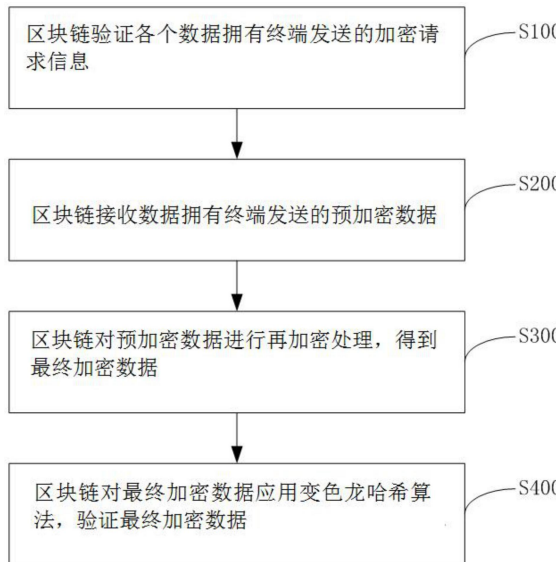 区块链验证各个数据拥有终端发送的加密请
求信息
S100
区块链接收数据拥有终端发送的预加密数据
S200
区块链对预加密数据进行再加密处理，得到
最终加密数据
S300
区块链对最终加密数据应用变色龙哈希算
法，验证最终加密数据
S400